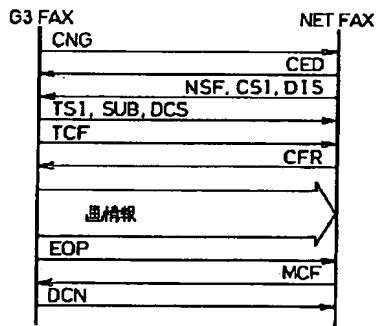 G3 FAX
NET FAX
CNG
CED
NSF, CSI, DIS
TSI, SUB, DCS
TCF
CFR
画情報
EOP
MCF
DCN